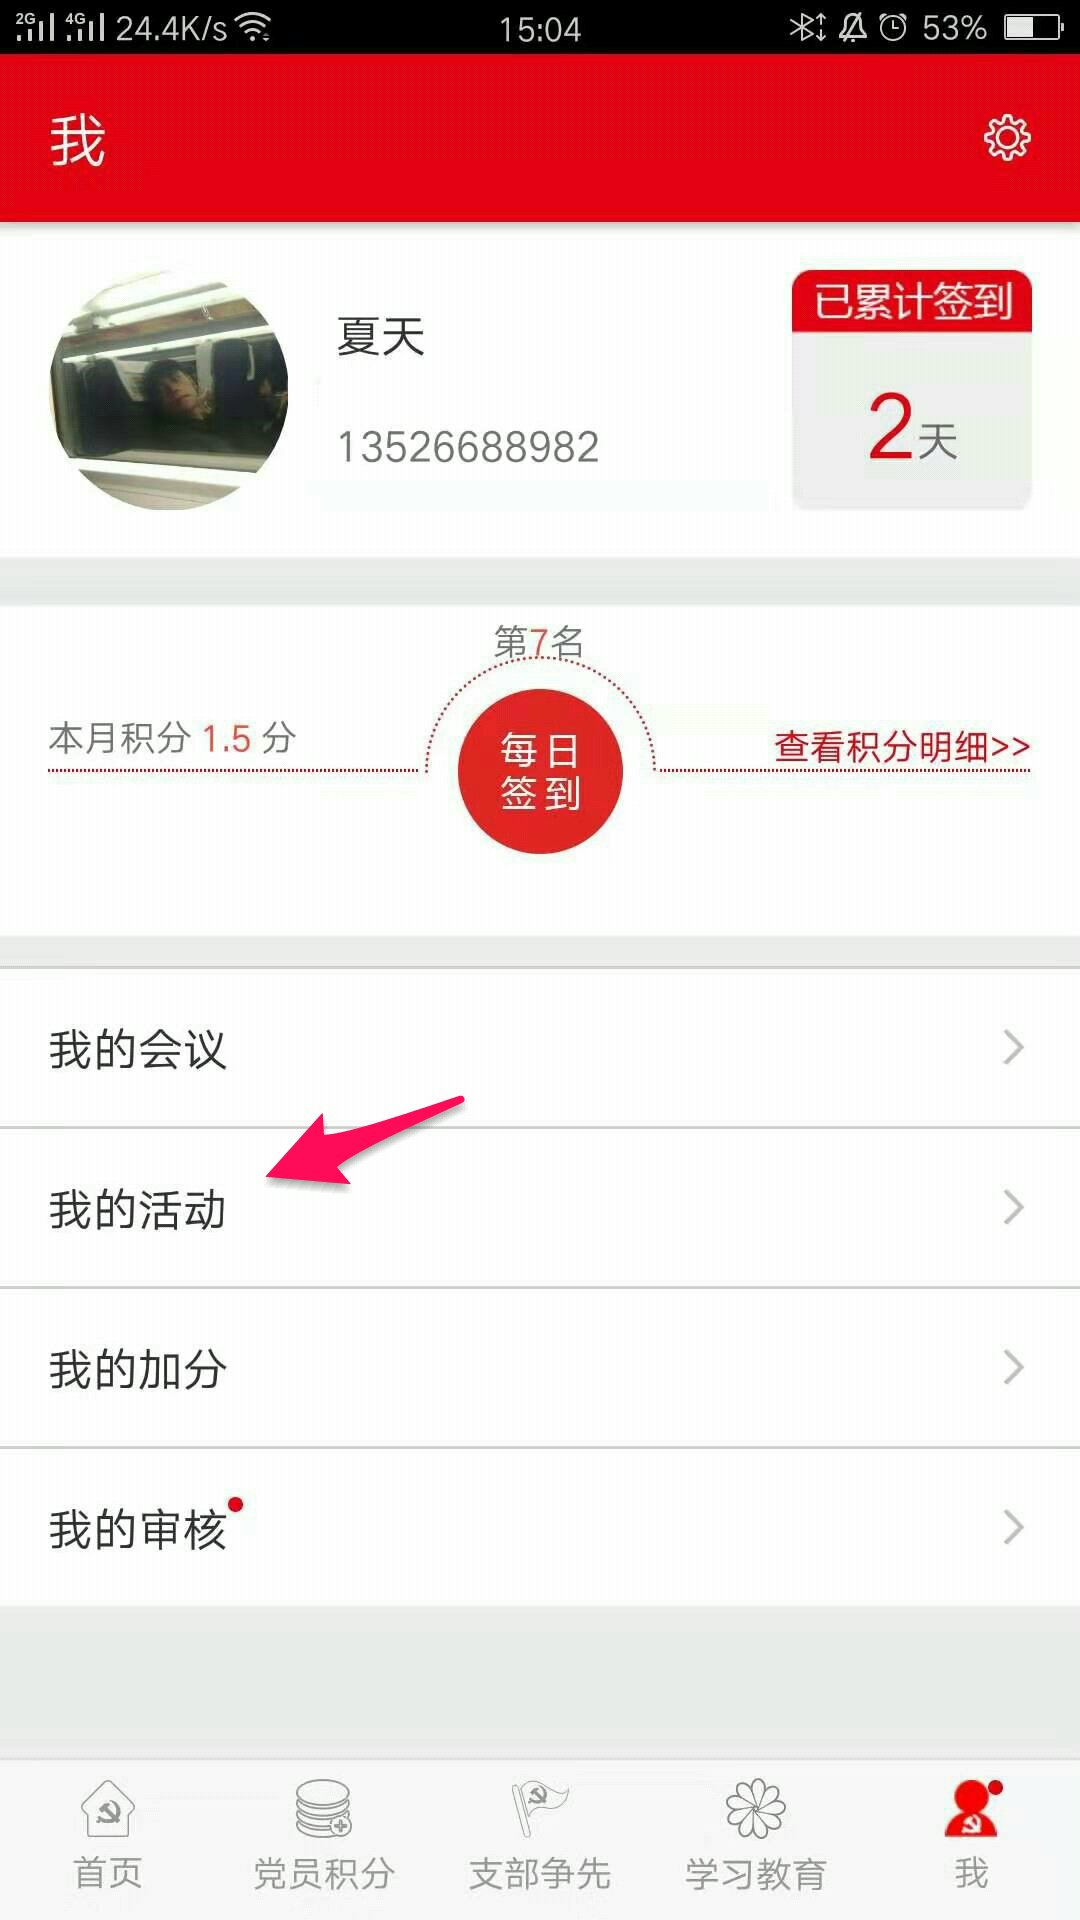 2G 4G 24.4K/s 15:04 53%
我
已累计签到
夏天
2天
13526688982
第7名
本月积分 1.5 分
每日
签到
查看积分明细>>
我的会议
我的活动
我的加分
我的审核
首页 党员积分 支部争先 学习教育 我